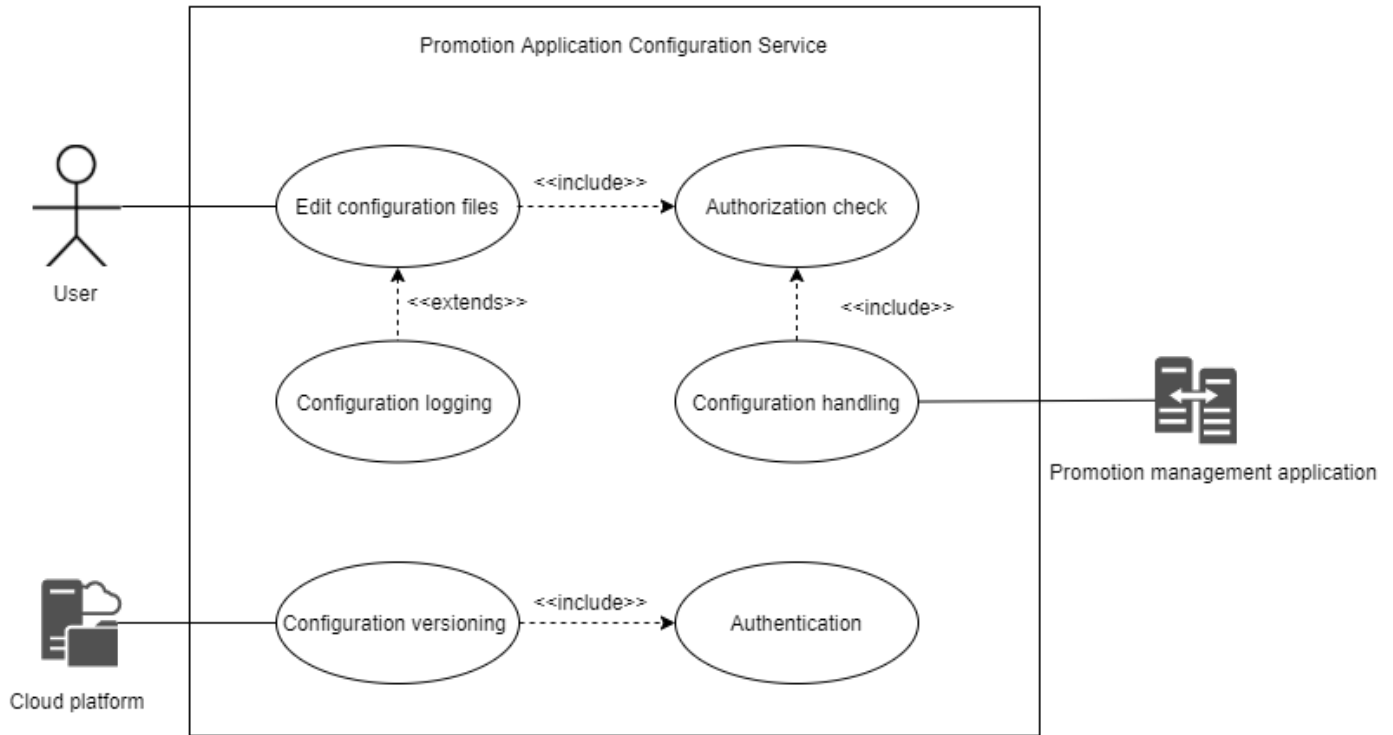 Promotion Application Configuration Service
<<include>>
Edit configuration files
Authorization check
User
<<extends>>
<<include>>
Configuration logging
Configuration handling
Promotion management application
<<include>>
Configuration versioning
Authentication
Cloud platform